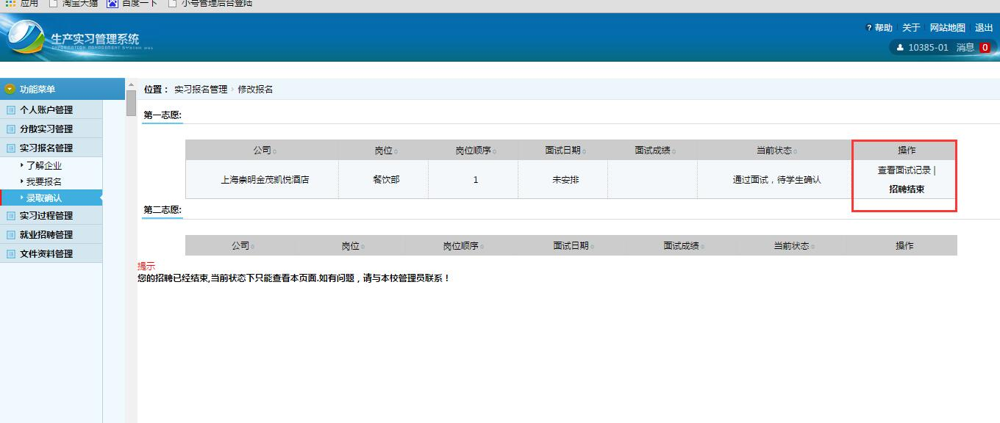 应用 淘宝天猫 百度一下 小号管理后台登陆
生产实习管理系统
? 帮助 关于 网站地图 退出
10385-01 消息 0
功能菜单
个人账户管理
分散实习管理
实习报名管理
了解企业
我要报名
录取确认
实习过程管理
就业招聘管理
文件资料管理
位置： 实习报名管理 › 修改报名
第一志愿:
公司 岗位 岗位顺序 面试日期 面试成绩 当前状态 操作
上海崇明金茂凯悦酒店 餐饮部 1 未安排 通过面试，待学生确认 查看面试记录 |
招聘结束
第二志愿:
公司 岗位 岗位顺序 面试日期 面试成绩 当前状态 操作
提示
您的招聘已经结束,当前状态下只能查看本页面.如有问题，请与本校管理员联系！